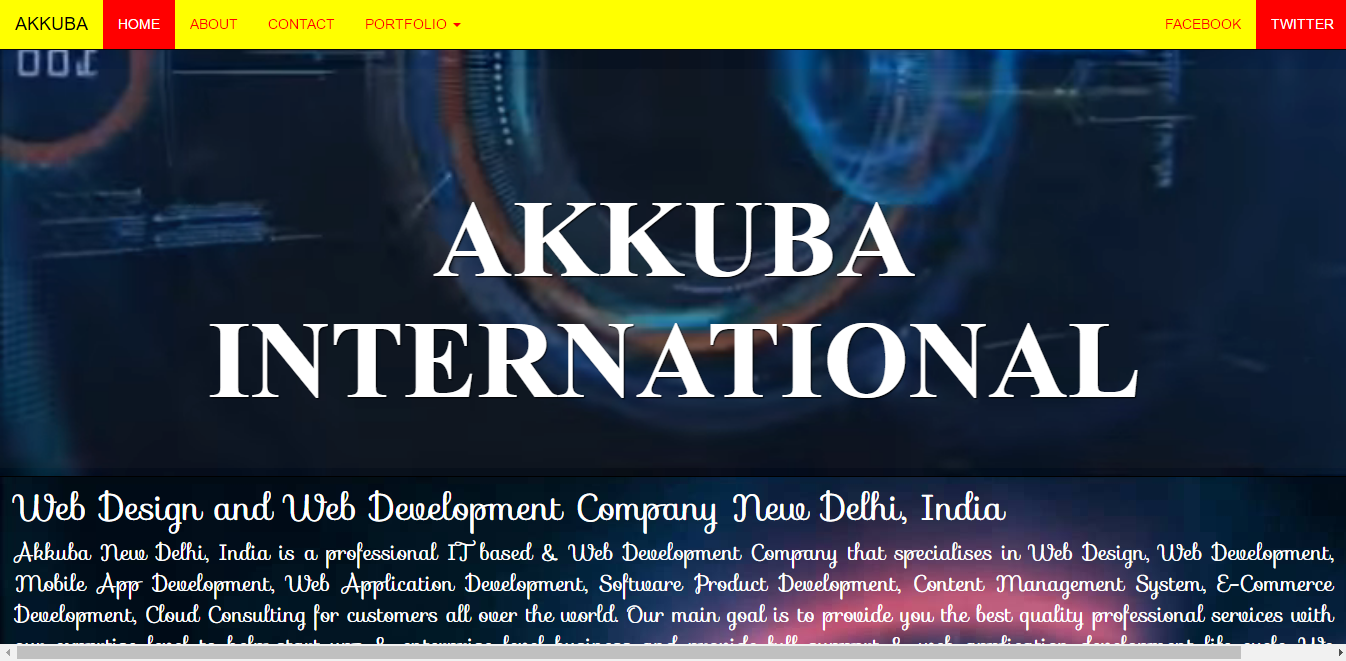 AKKUBA HOME ABOUT CONTACT PORTFOLIO FACEBOOK TWITTER
AKKUBA
INTERNATIONAL
Web Design and Web Development Company New Delhi, India
Akkuba New Delhi, India is a professional IT based & Web Development Company that specialises in Web Design, Web Development,
Mobile App Development, Web Application Development, Software Product Development, Content Management System, E-Commerce
Development, Cloud Consulting for customers all over the world. Our main goal is to provide you the best quality professional services with